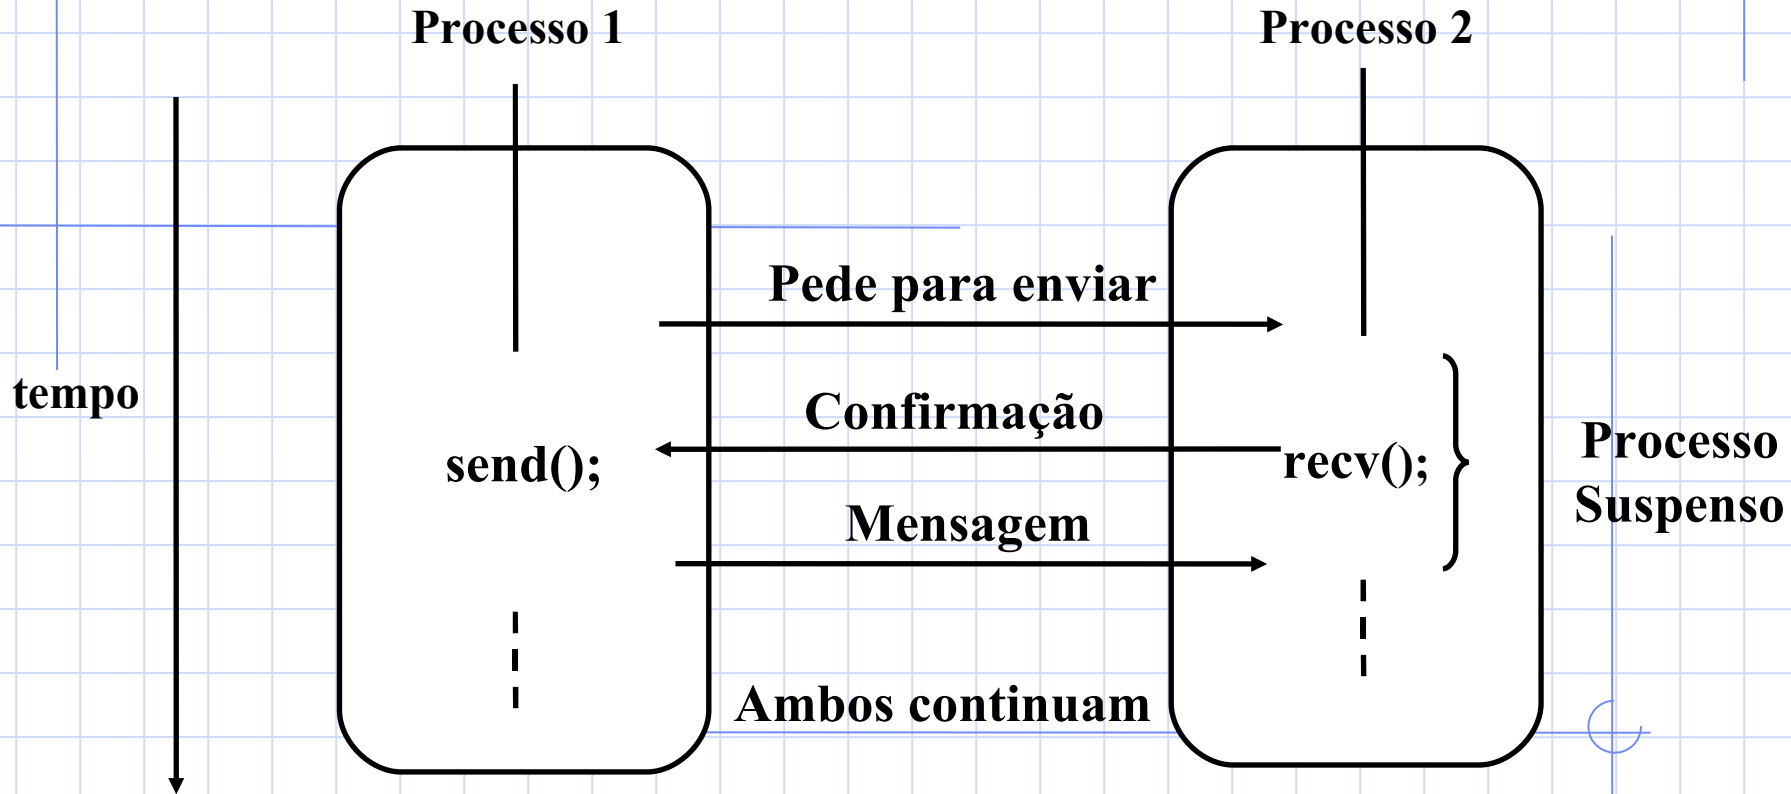 Processo 1
Processo 2
Pede para enviar
tempo
Confirmação
send();
recv();
Processo
Suspenso
Mensagem
Ambos continuam